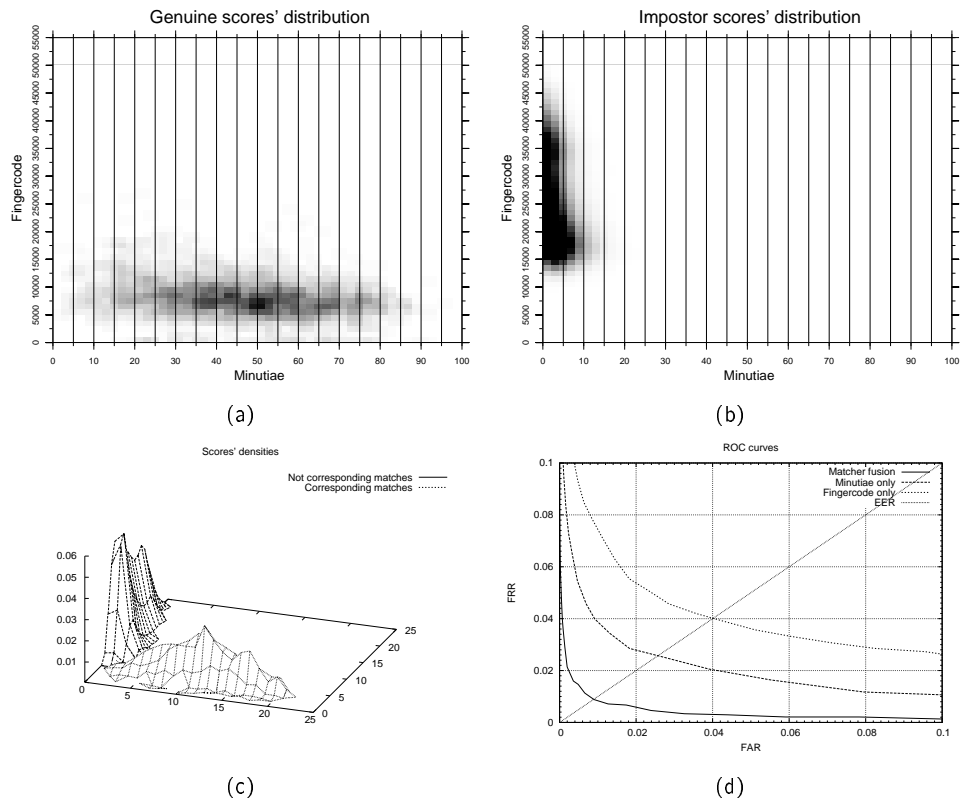 Genuine scores' distribution
Fingercode
0 5000 10000 15000 20000 25000 30000 35000 40000 45000 50000 55000
0 10 20 30 40 50 60 70 80 90 100
Minutiae
(a)
Impostor scores' distribution
Fingercode
0 5000 10000 15000 20000 25000 30000 35000 40000 45000 50000 55000
0 10 20 30 40 50 60 70 80 90 100
Minutiae
(b)
Scores' densities
Not corresponding matches
Corresponding matches
0.06
0.05
0.04
0.03
0.02
0.01
0 5 10 15 20 25
0 5 10 15 20 25
(c)
ROC curves
Matcher fusion
Minutiae only
Fingercode only
EER
FRR
0.1
0.08
0.06
0.04
0.02
0
0 0.02 0.04 0.06 0.08 0.1
FAR
(d)